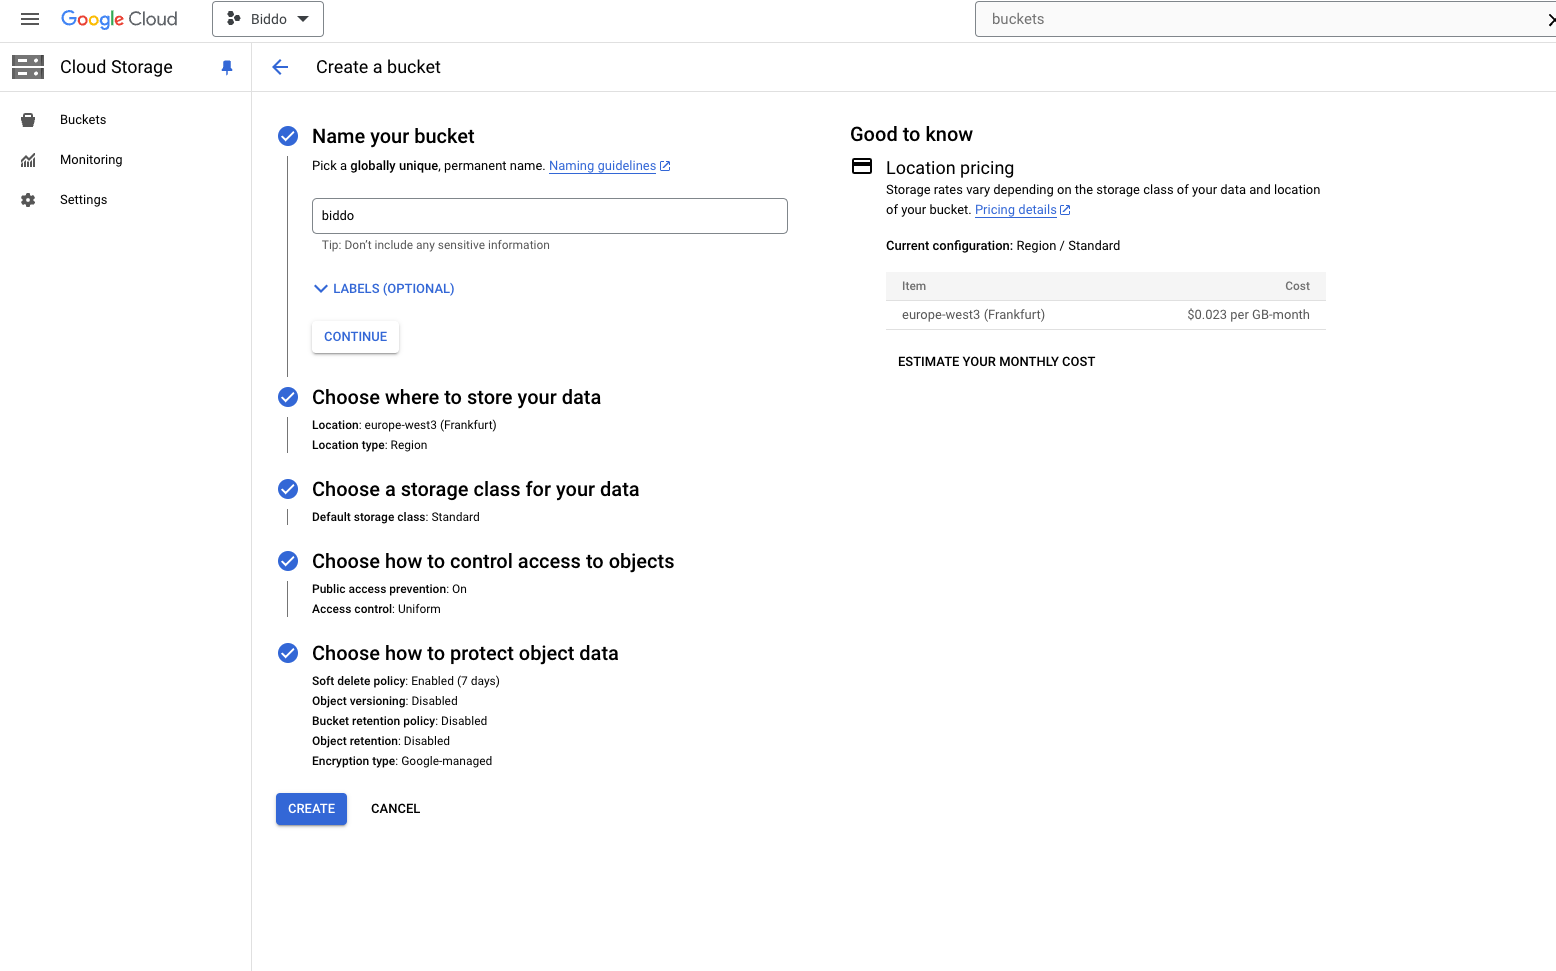 Google Cloud
Biddo
buckets
Cloud Storage
Create a bucket
Buckets
Monitoring
Settings
Name your bucket
Pick a globally unique, permanent name. Naming guidelines
biddo
Tip: Don't include any sensitive information
LABELS (OPTIONAL)
CONTINUE
Choose where to store your data
Location: europe-west3 (Frankfurt)
Location type: Region
Choose a storage class for your data
Default storage class: Standard
Choose how to control access to objects
Public access prevention: On
Access control: Uniform
Choose how to protect object data
Soft delete policy: Enabled (7 days)
Object versioning: Disabled
Bucket retention policy: Disabled
Object retention: Disabled
Encryption type: Google-managed
CREATE
CANCEL
Good to know
Location pricing
Storage rates vary depending on the storage class of your data and location
of your bucket. Pricing details
Current configuration: Region / Standard
Item Cost
europe-west3 (Frankfurt) $0.023 per GB-month
ESTIMATE YOUR MONTHLY COST